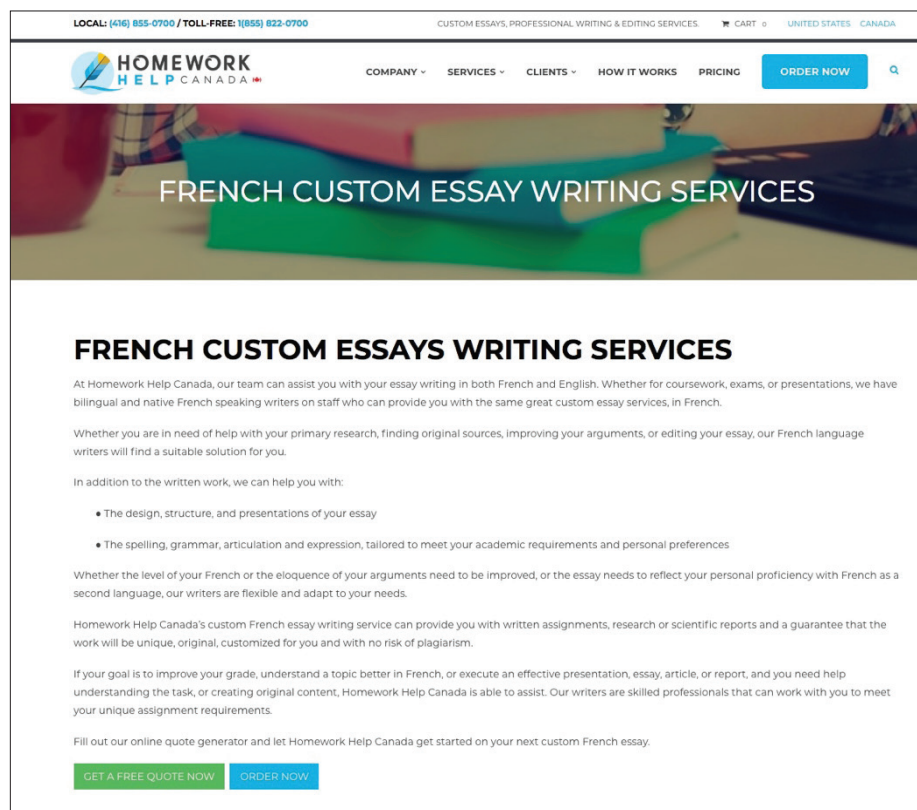 LOCAL: (416) 855-0700 / TOLL-FREE: 1(855) 822-0700
CUSTOM ESSAYS, PROFESSIONAL WRITING & EDITING SERVICES.
CART 0
UNITED STATES CANADA
HOMEWORK
HELP CANADA
COMPANY SERVICES CLIENTS HOW IT WORKS PRICING ORDER NOW
FRENCH CUSTOM ESSAY WRITING SERVICES
FRENCH CUSTOM ESSAYS WRITING SERVICES
At Homework Help Canada, our team can assist you with your essay writing in both French and English. Whether for coursework, exams, or presentations, we have
bilingual and native French speaking writers on staff who can provide you with the same great custom essay services, in French.
Whether you are in need of help with your primary research, finding original sources, improving your arguments, or editing your essay, our French language
writers will find a suitable solution for you.
In addition to the written work, we can help you with:
● The design, structure, and presentations of your essay
● The spelling, grammar, articulation and expression, tailored to meet your academic requirements and personal preferences
Whether the level of your French or the eloquence of your arguments need to be improved, or the essay needs to reflect your personal proficiency with French as a
second language, our writers are flexible and adapt to your needs.
Homework Help Canada's custom French essay writing service can provide you with written assignments, research or scientific reports and a guarantee that the
work will be unique, original, customized for you and with no risk of plagiarism.
If your goal is to improve your grade, understand a topic better in French, or execute an effective presentation, essay, article, or report, and you need help
understanding the task, or creating original content, Homework Help Canada is able to assist. Our writers are skilled professionals that can work with you to meet
your unique assignment requirements.
Fill out our online quote generator and let Homework Help Canada get started on your next custom French essay.
GET A FREE QUOTE NOW ORDER NOW